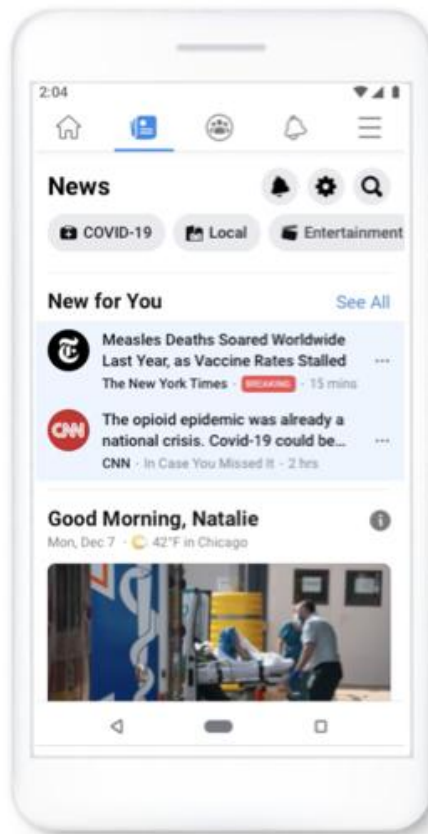 2:04
News
COVID-19 Local Entertainment
New for You See All
Measles Deaths Soared Worldwide
Last Year, as Vaccine Rates Stalled
The New York Times · BREAKING · 15 mins
CNN The opioid epidemic was already a
national crisis. Covid-19 could be...
CNN · In Case You Missed It · 2 hrs
Good Morning, Natalie
Mon, Dec 7 · 42°F in Chicago